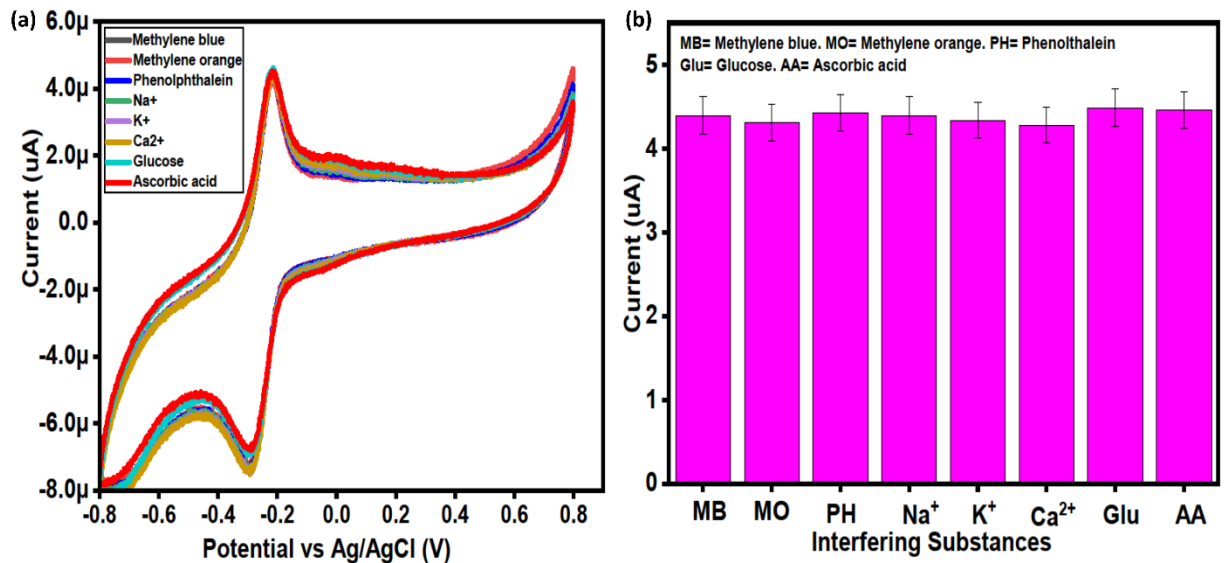 (a)
6.0µ
4.0µ
2.0µ
0.0
-2.0µ
-4.0µ
-6.0µ
-8.0µ
Current (uA)
Methylene blue
Methylene orange
Phenolphthalein
Na+
K+
Ca2+
Glucose
Ascorbic acid
-0.8 -0.6 -0.4 -0.2 0.0 0.2 0.4 0.6 0.8
Potential vs Ag/AgCl (V)
(b)
MB= Methylene blue. MO= Methylene orange. PH= Phenolthalein
Glu= Glucose. AA= Ascorbic acid
5
4
3
2
1
0
Current (uA)
MB MO PH Na⁺ K⁺ Ca²⁺ Glu AA
Interfering Substances